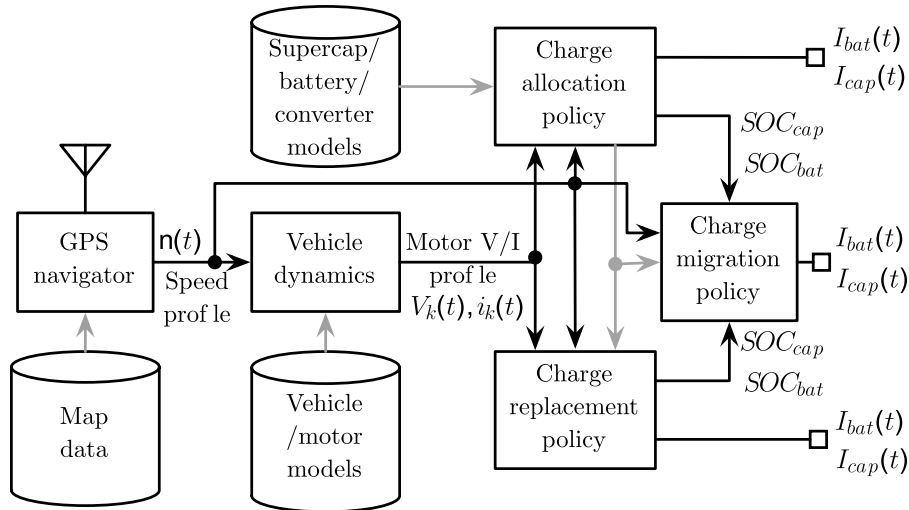 Supercap/
battery/
converter
models
Charge
allocation
policy
I_bat(t)
I_cap(t)
SOC_cap
SOC_bat
GPS
navigator
n(t)
Speed
prof le
Vehicle
dynamics
Motor V/I
prof le
V_k(t), i_k(t)
Charge
migration
policy
I_bat(t)
I_cap(t)
SOC_cap
SOC_bat
Map
data
Vehicle
/motor
models
Charge
replacement
policy
I_bat(t)
I_cap(t)